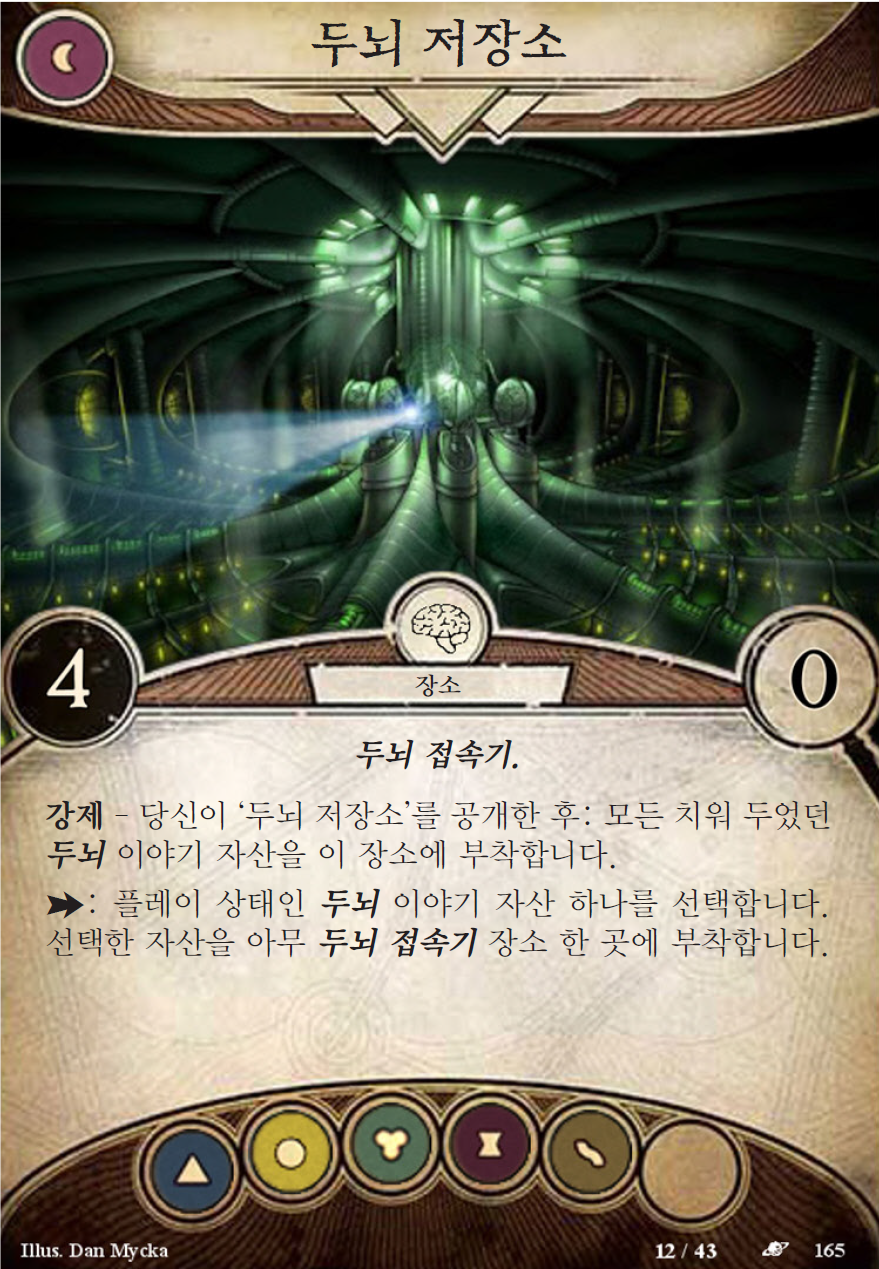 두뇌 저장소
4
장소
0
두뇌 접속기.
강제 – 당신이 ‘두뇌 저장소’를 공개한 후: 모든 치워 두었던
두뇌 이야기 자산을 이 장소에 부착합니다.
: 플레이 상태인 두뇌 이야기 자산 하나를 선택합니다.
선택한 자산을 아무 두뇌 접속기 장소 한 곳에 부착합니다.
Illus. Dan Mycka
12 / 43
165